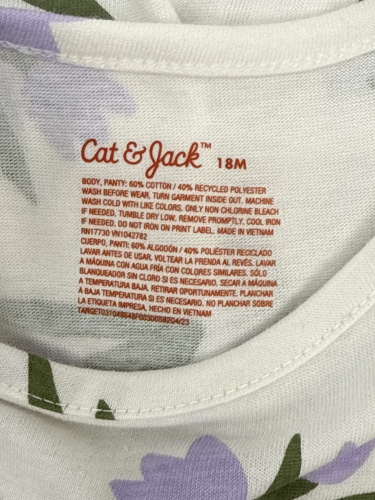 Cat & Jack™ 18M
BODY, PANTY: 60% COTTON / 40% RECYCLED POLYESTER
WASH BEFORE WEAR, TURN GARMENT INSIDE OUT, MACHINE
WASH COLD WITH LIKE COLORS. ONLY NON CHLORINE BLEACH
IF NEEDED. TUMBLE DRY LOW. REMOVE PROMPTLY. COOL IRON
IF NEEDED. DO NOT IRON ON PRINT LABEL. MADE IN VIETNAM
RN17730 VN1042782
CUERPO, PANTY: 60% ALGODÓN / 40% POLIÉSTER RECICLADO
LAVAR ANTES DE USAR. VOLTEAR LA PRENDA AL REVÉS. LAVAR
A MÁQUINA CON AGUA FRÍA CON COLORES SIMILARES. SÓLO
BLANQUEADOR SIN CLORO SI ES NECESARIO. SECAR A MÁQUINA
A BAJA TEMPERATURA. RETIRAR OPORTUNAMENTE. PLANCHAR
A BAJA TEMPERATURA SI ES NECESARIO. NO PLANCHAR SOBRE
LA ETIQUETA IMPRESA. HECHO EN VIETNAM